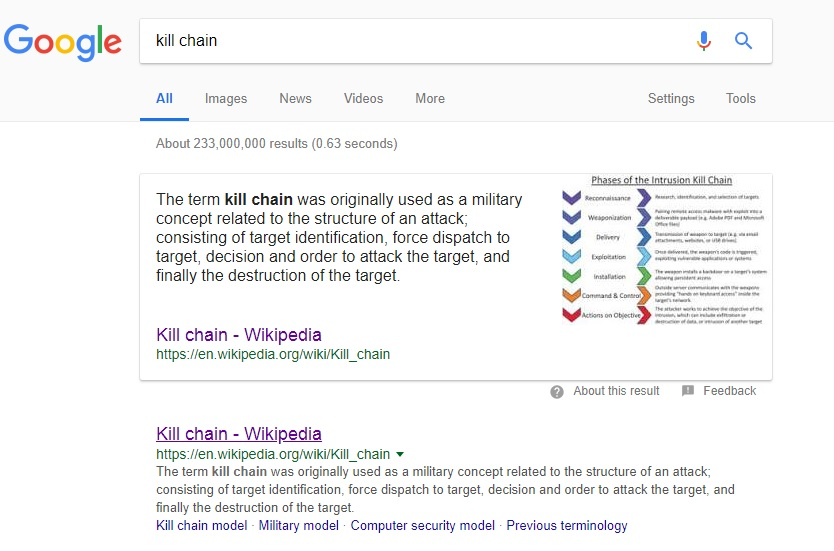 Google
kill chain
All Images News Videos More Settings Tools
About 233,000,000 results (0.63 seconds)
The term kill chain was originally used as a military
concept related to the structure of an attack;
consisting of target identification, force dispatch to
target, decision and order to attack the target, and
finally the destruction of the target.
Kill chain - Wikipedia
https://en.wikipedia.org/wiki/Kill_chain
Phases of the Intrusion Kill Chain
Reconnaissance
Research, identification, and selection of targets
Weaponization
Pairing remote access malware with exploit into a
deliverable payload (e.g. Adobe PDF and Microsoft
Office files)
Delivery
Transmission of weapon to target (e.g. via email
attachments, websites, or USB drives)
Exploitation
Once delivered, the weapon's code is triggered,
exploiting vulnerable applications or systems
Installation
The weapon installs a backdoor on a target's system
allowing persistent access
Command & Control
Outside server communicates with the weapons
providing "hands on keyboard access" inside the
target's network.
Actions on Objective
The attacker works to achieve the objective of the
intrusion, which can include exfiltration or
destruction of data, or intrusion of another target
About this result Feedback
Kill chain - Wikipedia
https://en.wikipedia.org/wiki/Kill_chain
The term kill chain was originally used as a military concept related to the structure of an attack;
consisting of target identification, force dispatch to target, decision and order to attack the target, and
finally the destruction of the target.
Kill chain model · Military model · Computer security model · Previous terminology